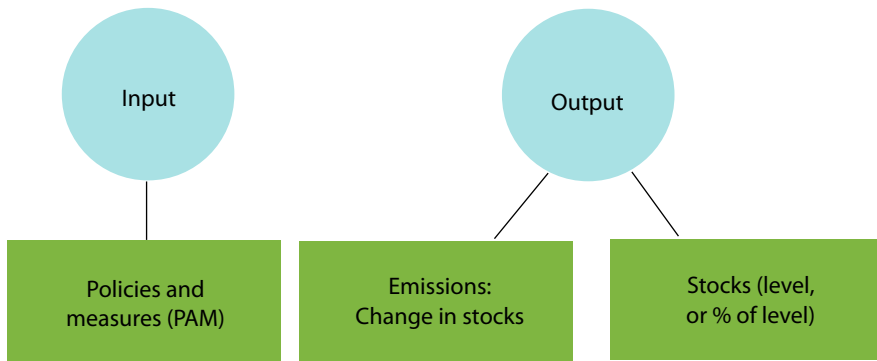 Input
Output
Policies and
measures (PAM)
Emissions:
Change in stocks
Stocks (level,
or % of level)